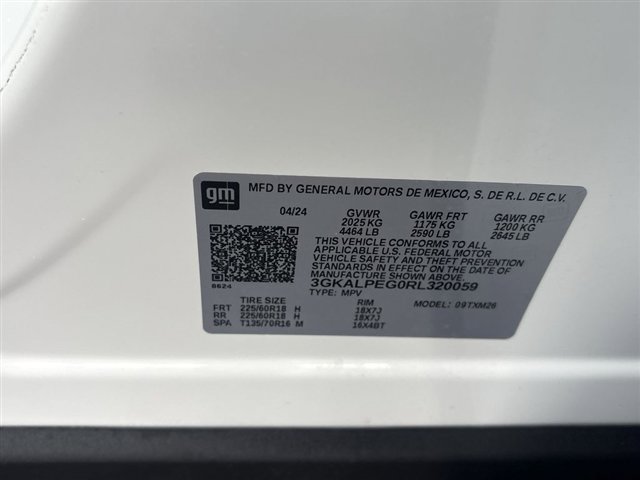 gm MFD BY GENERAL MOTORS DE MEXICO, S. DE R.L. DE C.V.
04/24 GVWR GAWR FRT GAWR RR
2025 KG 1175 KG 1200 KG
4464 LB 2590 LB 2645 LB
THIS VEHICLE CONFORMS TO ALL
APPLICABLE U.S. FEDERAL MOTOR
VEHICLE SAFETY AND THEFT PREVENTION
STANDARDS IN EFFECT ON THE DATE OF
MANUFACTURE SHOWN ABOVE
6624 3GKALPEG0RL320059
TYPE: MPV MODEL: 09TXM26
TIRE SIZE RIM
FRT 225/60R18 H 18X7J
RR 225/60R18 H 18X7J
SPA T135/70R16 M 16X4BT